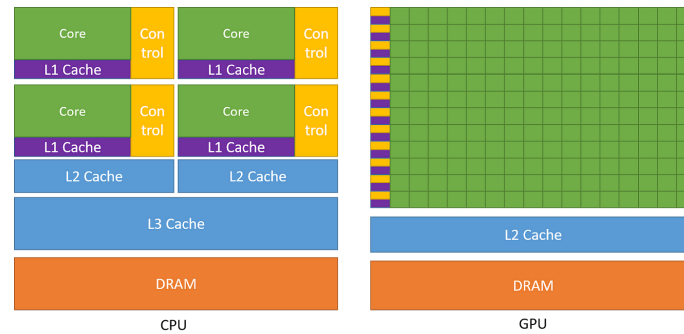 Core
Con
trol
L1 Cache
Core
Con
trol
L1 Cache
Core
Con
trol
L1 Cache
Core
Con
trol
L1 Cache
L2 Cache
L2 Cache
L3 Cache
DRAM
CPU
L2 Cache
DRAM
GPU